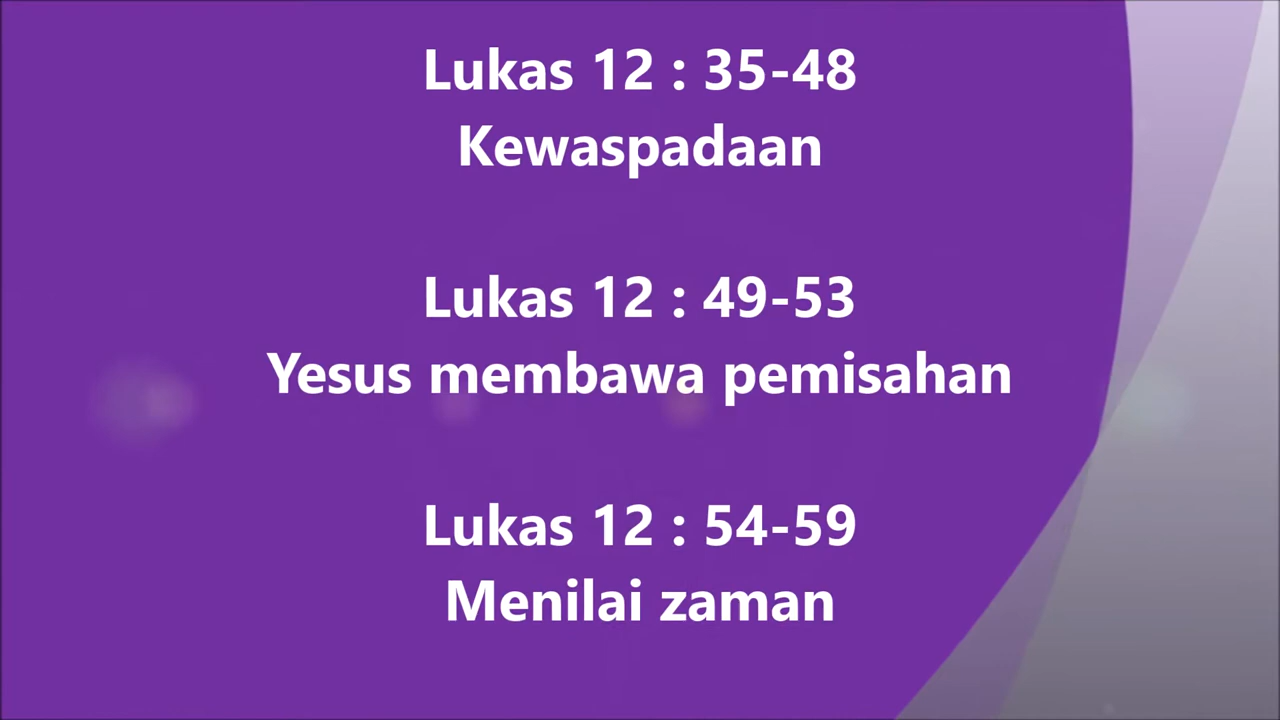 Lukas 12 : 35-48
Kewaspadaan
Lukas 12 : 49-53
Yesus membawa pemisahan
Lukas 12 : 54-59
Menilai zaman